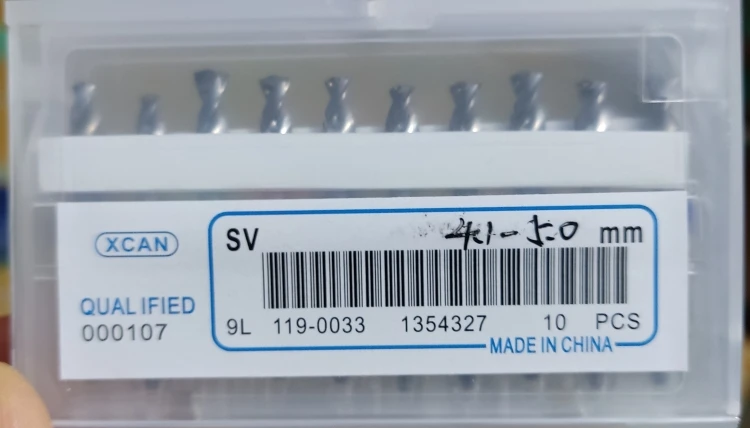 XCAN
QUALIFIED
000107
SV 4.1-5.0 mm
9L 119-0033 1354327 10 PCS
MADE IN CHINA